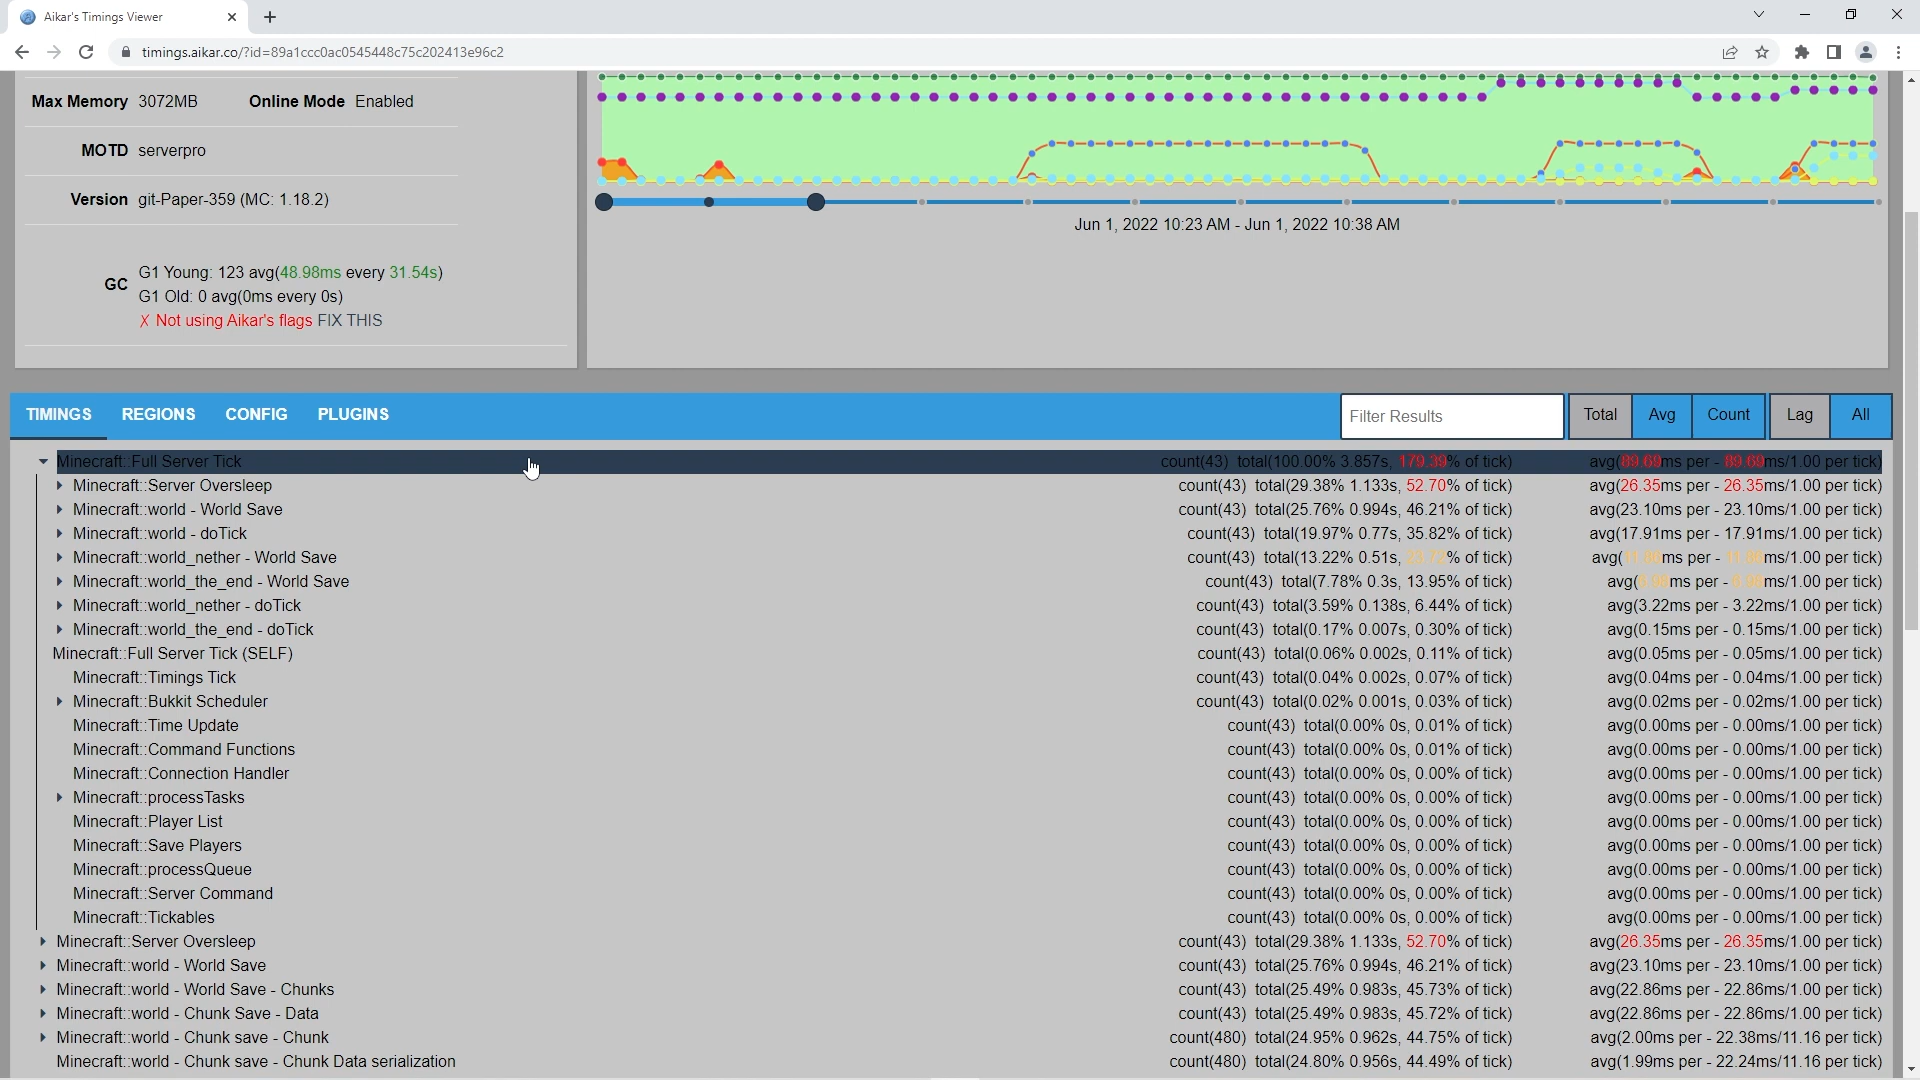 Aikar's Timings Viewer
timings.aikar.co/?id=89a1ccc0ac0545448c75c202413e96c2
Max Memory 3072MB Online Mode Enabled
MOTD serverpro
Version git-Paper-359 (MC: 1.18.2)
GC G1 Young: 123 avg(48.98ms every 31.54s)
G1 Old: 0 avg(0ms every 0s)
✗ Not using Aikar's flags FIX THIS
Jun 1, 2022 10:23 AM - Jun 1, 2022 10:38 AM
TIMINGS REGIONS CONFIG PLUGINS Filter Results Total Avg Count Lag All
Minecraft::Full Server Tick count(43) total(100.00% 3.857s, 179.39% of tick) avg(89.69ms per - 89.69ms/1.00 per tick)
Minecraft::Server Oversleep count(43) total(29.38% 1.133s, 52.70% of tick) avg(26.35ms per - 26.35ms/1.00 per tick)
Minecraft::world - World Save count(43) total(25.76% 0.994s, 46.21% of tick) avg(23.10ms per - 23.10ms/1.00 per tick)
Minecraft::world - doTick count(43) total(19.97% 0.77s, 35.82% of tick) avg(17.91ms per - 17.91ms/1.00 per tick)
Minecraft::world_nether - World Save count(43) total(13.22% 0.51s, % of tick) avg( ms per - ms/1.00 per tick)
Minecraft::world_the_end - World Save count(43) total(7.78% 0.3s, 13.95% of tick) avg( ms per - ms/1.00 per tick)
Minecraft::world_nether - doTick count(43) total(3.59% 0.138s, 6.44% of tick) avg(3.22ms per - 3.22ms/1.00 per tick)
Minecraft::world_the_end - doTick count(43) total(0.17% 0.007s, 0.30% of tick) avg(0.15ms per - 0.15ms/1.00 per tick)
Minecraft::Full Server Tick (SELF) count(43) total(0.06% 0.002s, 0.11% of tick) avg(0.05ms per - 0.05ms/1.00 per tick)
Minecraft::Timings Tick count(43) total(0.04% 0.002s, 0.07% of tick) avg(0.04ms per - 0.04ms/1.00 per tick)
Minecraft::Bukkit Scheduler count(43) total(0.02% 0.001s, 0.03% of tick) avg(0.02ms per - 0.02ms/1.00 per tick)
Minecraft::Time Update count(43) total(0.00% 0s, 0.01% of tick) avg(0.00ms per - 0.00ms/1.00 per tick)
Minecraft::Command Functions count(43) total(0.00% 0s, 0.01% of tick) avg(0.00ms per - 0.00ms/1.00 per tick)
Minecraft::Connection Handler count(43) total(0.00% 0s, 0.00% of tick) avg(0.00ms per - 0.00ms/1.00 per tick)
Minecraft::processTasks count(43) total(0.00% 0s, 0.00% of tick) avg(0.00ms per - 0.00ms/1.00 per tick)
Minecraft::Player List count(43) total(0.00% 0s, 0.00% of tick) avg(0.00ms per - 0.00ms/1.00 per tick)
Minecraft::Save Players count(43) total(0.00% 0s, 0.00% of tick) avg(0.00ms per - 0.00ms/1.00 per tick)
Minecraft::processQueue count(43) total(0.00% 0s, 0.00% of tick) avg(0.00ms per - 0.00ms/1.00 per tick)
Minecraft::Server Command count(43) total(0.00% 0s, 0.00% of tick) avg(0.00ms per - 0.00ms/1.00 per tick)
Minecraft::Tickables count(43) total(0.00% 0s, 0.00% of tick) avg(0.00ms per - 0.00ms/1.00 per tick)
Minecraft::Server Oversleep count(43) total(29.38% 1.133s, 52.70% of tick) avg(26.35ms per - 26.35ms/1.00 per tick)
Minecraft::world - World Save count(43) total(25.76% 0.994s, 46.21% of tick) avg(23.10ms per - 23.10ms/1.00 per tick)
Minecraft::world - World Save - Chunks count(43) total(25.49% 0.983s, 45.73% of tick) avg(22.86ms per - 22.86ms/1.00 per tick)
Minecraft::world - Chunk Save - Data count(43) total(25.49% 0.983s, 45.72% of tick) avg(22.86ms per - 22.86ms/1.00 per tick)
Minecraft::world - Chunk save - Chunk count(480) total(24.95% 0.962s, 44.75% of tick) avg(2.00ms per - 22.38ms/11.16 per tick)
Minecraft::world - Chunk save - Chunk Data serialization count(480) total(24.80% 0.956s, 44.49% of tick) avg(1.99ms per - 22.24ms/11.16 per tick)